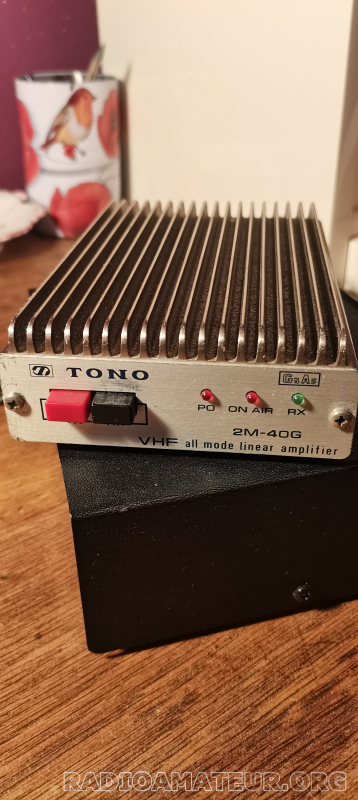 TONO
GaAs
PO ON AIR RX
2M-40G
VHF all mode linear amplifier
RADIOAMATEUR.ORG